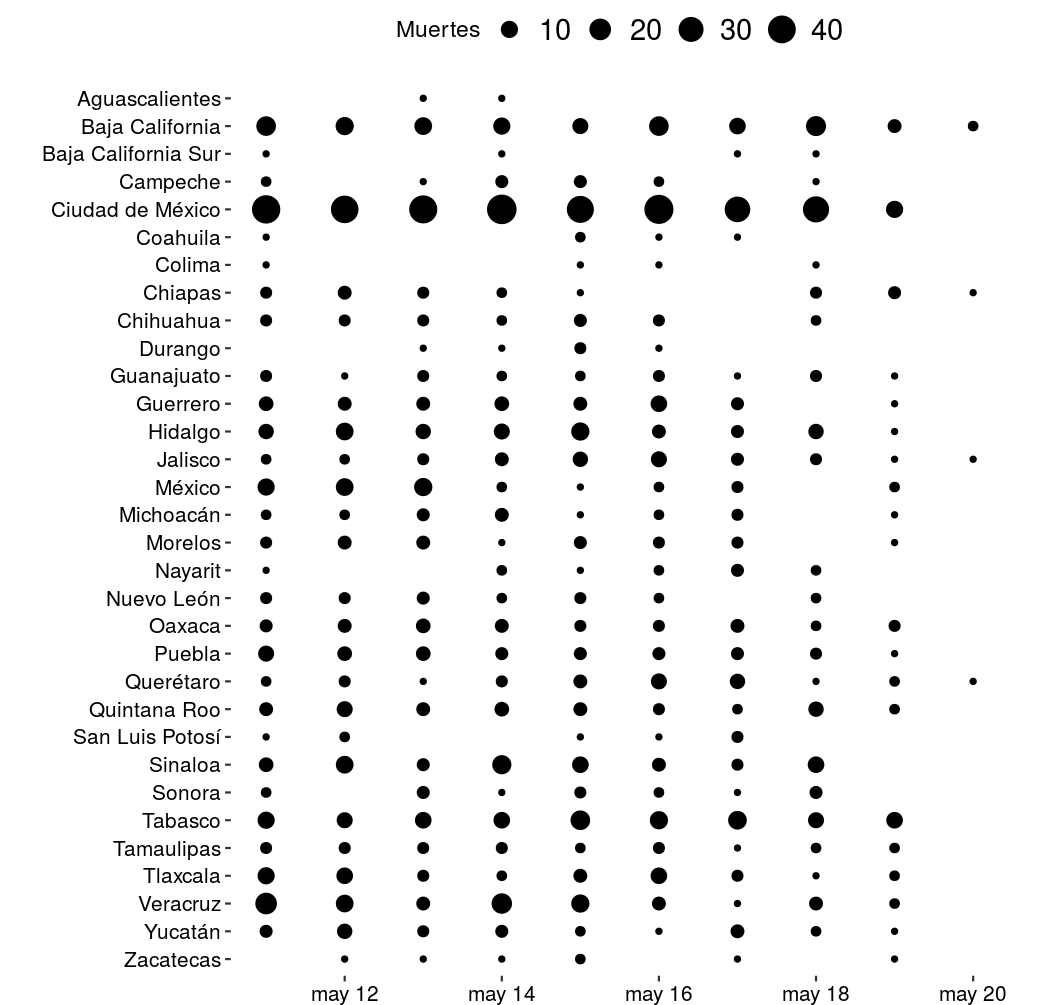 Muertes 10 20 30 40
Aguascalientes
Baja California
Baja California Sur
Campeche
Ciudad de México
Coahuila
Colima
Chiapas
Chihuahua
Durango
Guanajuato
Guerrero
Hidalgo
Jalisco
México
Michoacán
Morelos
Nayarit
Nuevo León
Oaxaca
Puebla
Querétaro
Quintana Roo
San Luis Potosí
Sinaloa
Sonora
Tabasco
Tamaulipas
Tlaxcala
Veracruz
Yucatán
Zacatecas
may 12 may 14 may 16 may 18 may 20